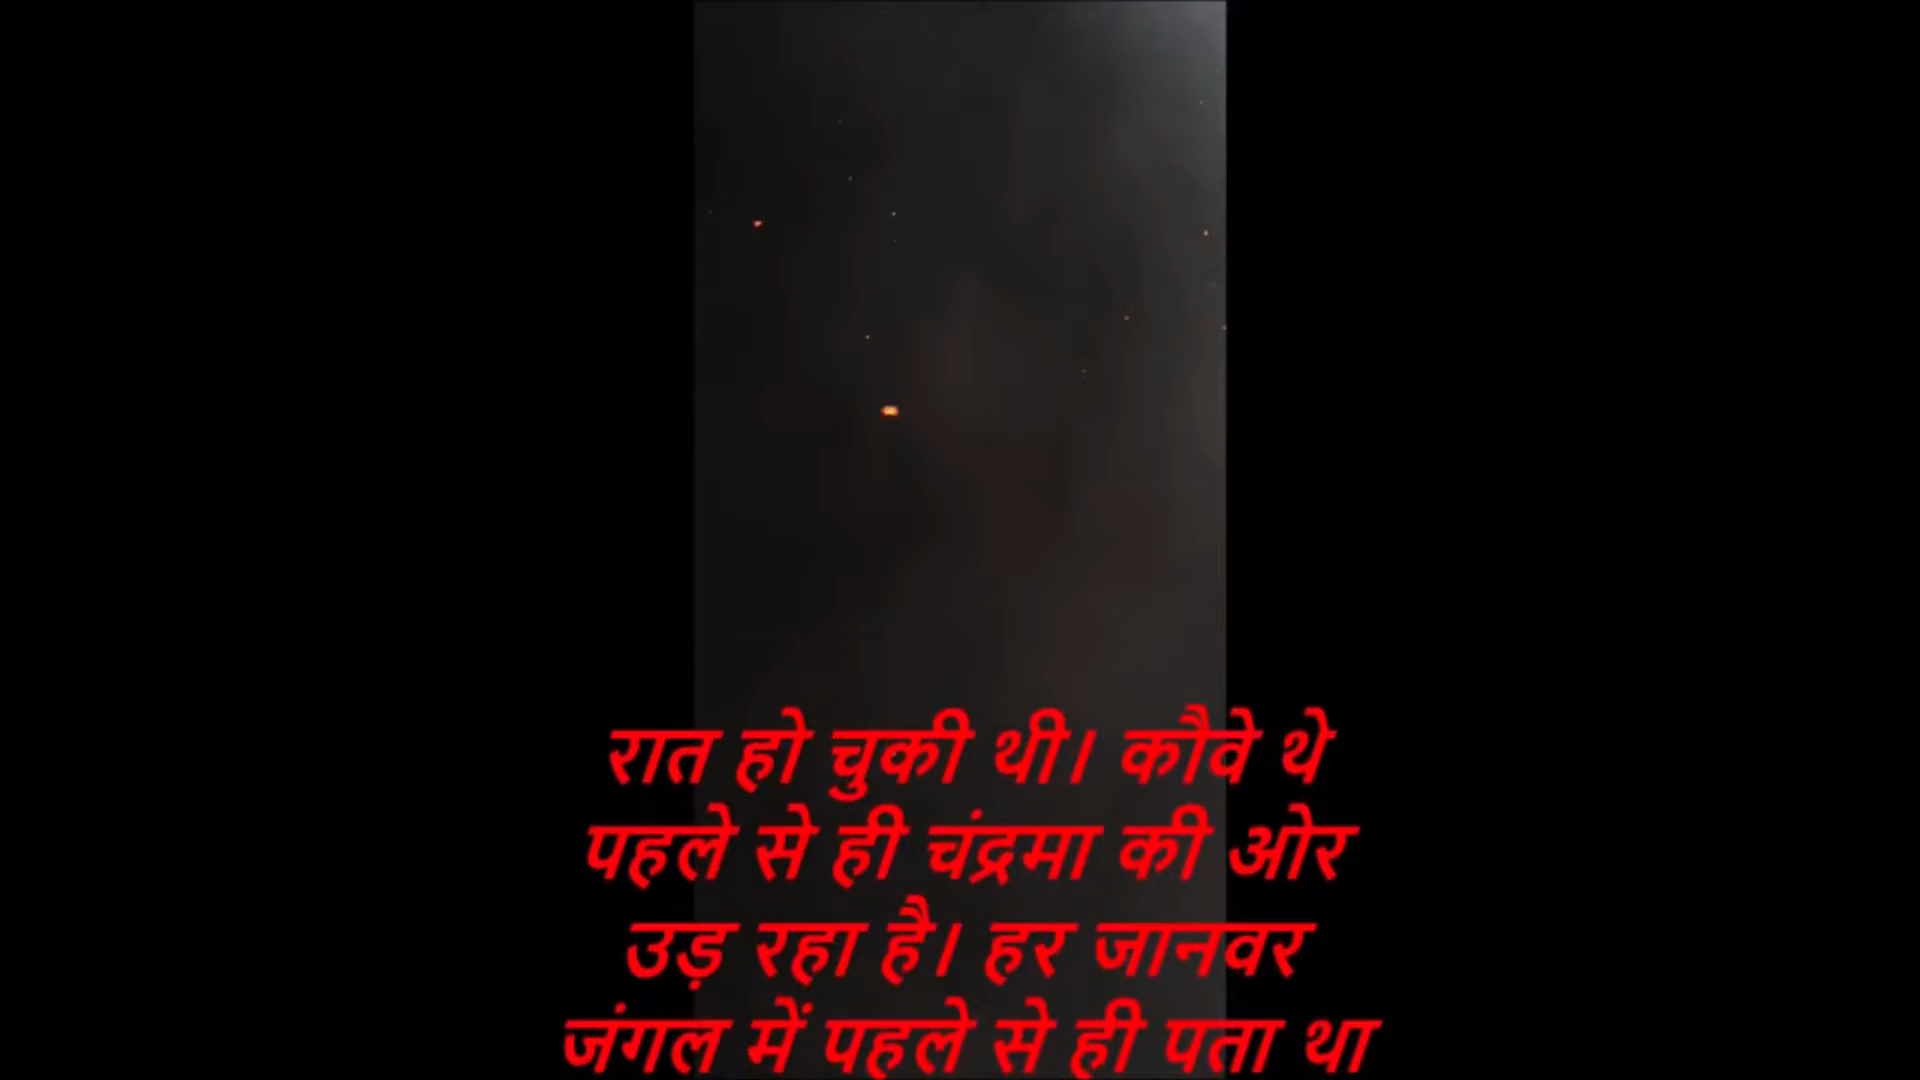 रात हो चुकी थी। कौवे थे
पहले से ही चंद्रमा की ओर
उड़ रहा है। हर जानवर
जंगल में पहले से ही पता था